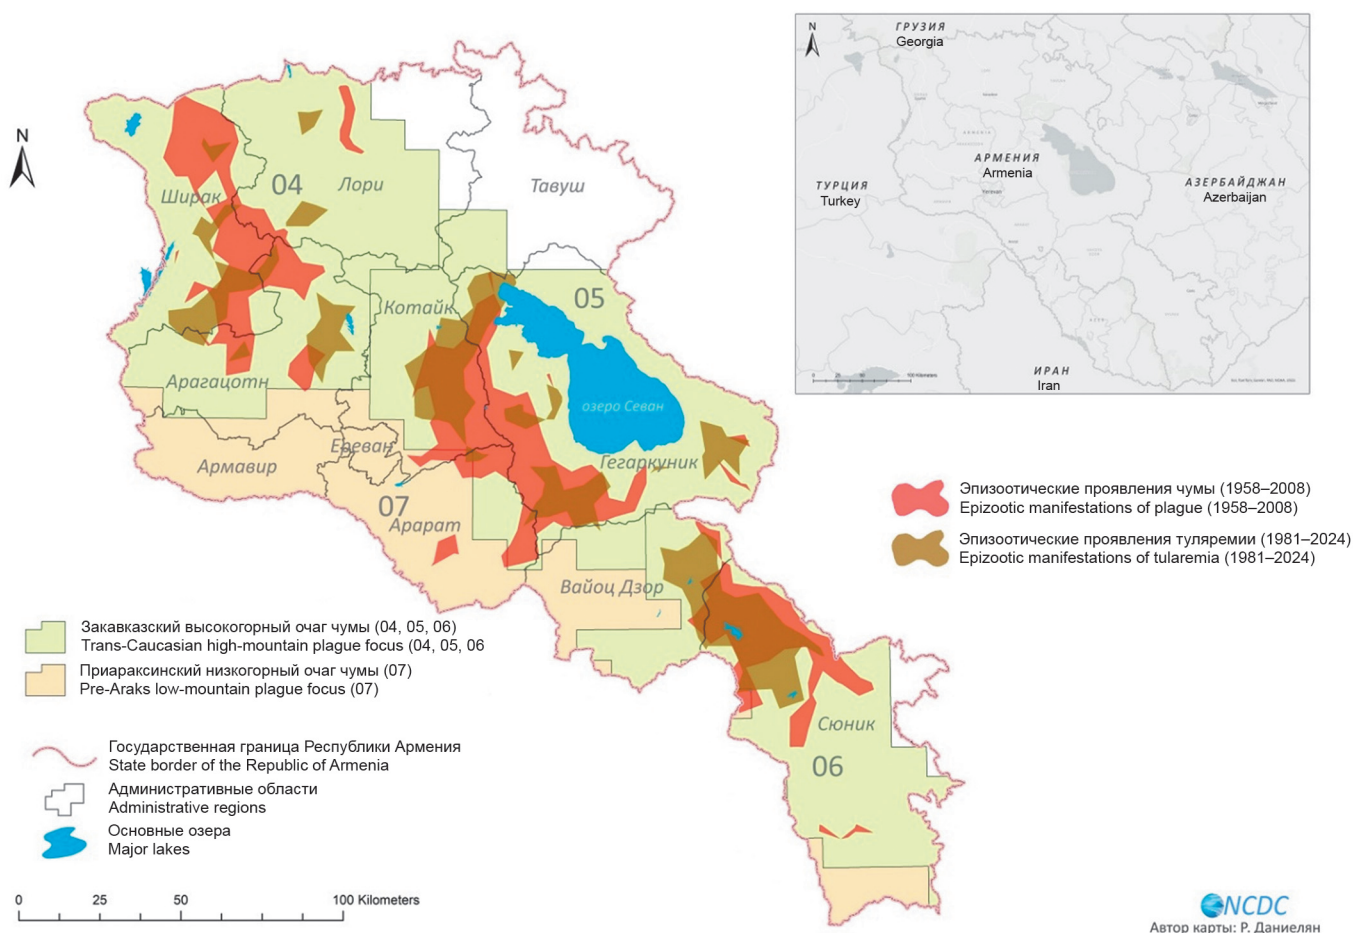 N
ГРУЗИЯ
Georgia
АРМЕНИЯ
Armenia
ТУРЦИЯ
Turkey
АЗЕРБАЙДЖАН
Azerbaijan
ИРАН
Iran
N
04
Лори
Тавуш
Ширак
Котайк
05
Арагацотн
озеро Севан
Ереван
Армавир
Гегаркуник
07
Арарат
Вайоц Дзор
Сюник
06
Эпизоотические проявления чумы (1958–2008)
Epizootic manifestations of plague (1958–2008)
Эпизоотические проявления туляремии (1981–2024)
Epizootic manifestations of tularemia (1981–2024)
Закавказский высокогорный очаг чумы (04, 05, 06)
Trans-Caucasian high-mountain plague focus (04, 05, 06
Приараксинский низкогорный очаг чумы (07)
Pre-Araks low-mountain plague focus (07)
Государственная граница Республики Армения
State border of the Republic of Armenia
Административные области
Administrative regions
Основные озера
Major lakes
0 25 50 100 Kilometers
NCDC
Автор карты: Р. Даниелян